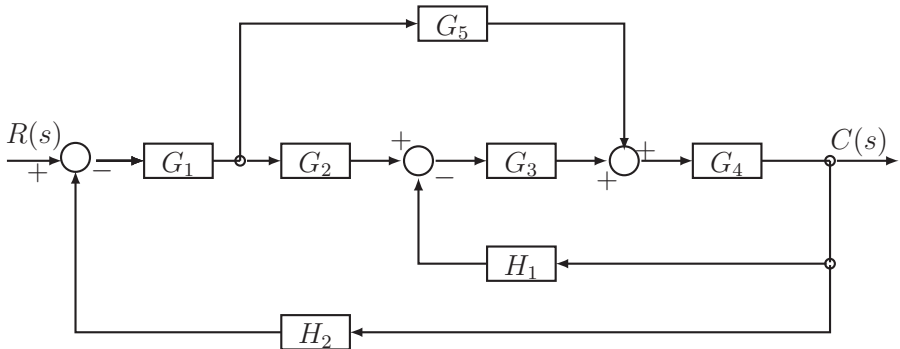 G₅
R(s)
C(s)
+
−
G₁
G₂
+
−
G₃
+
+
G₄
H₁
H₂